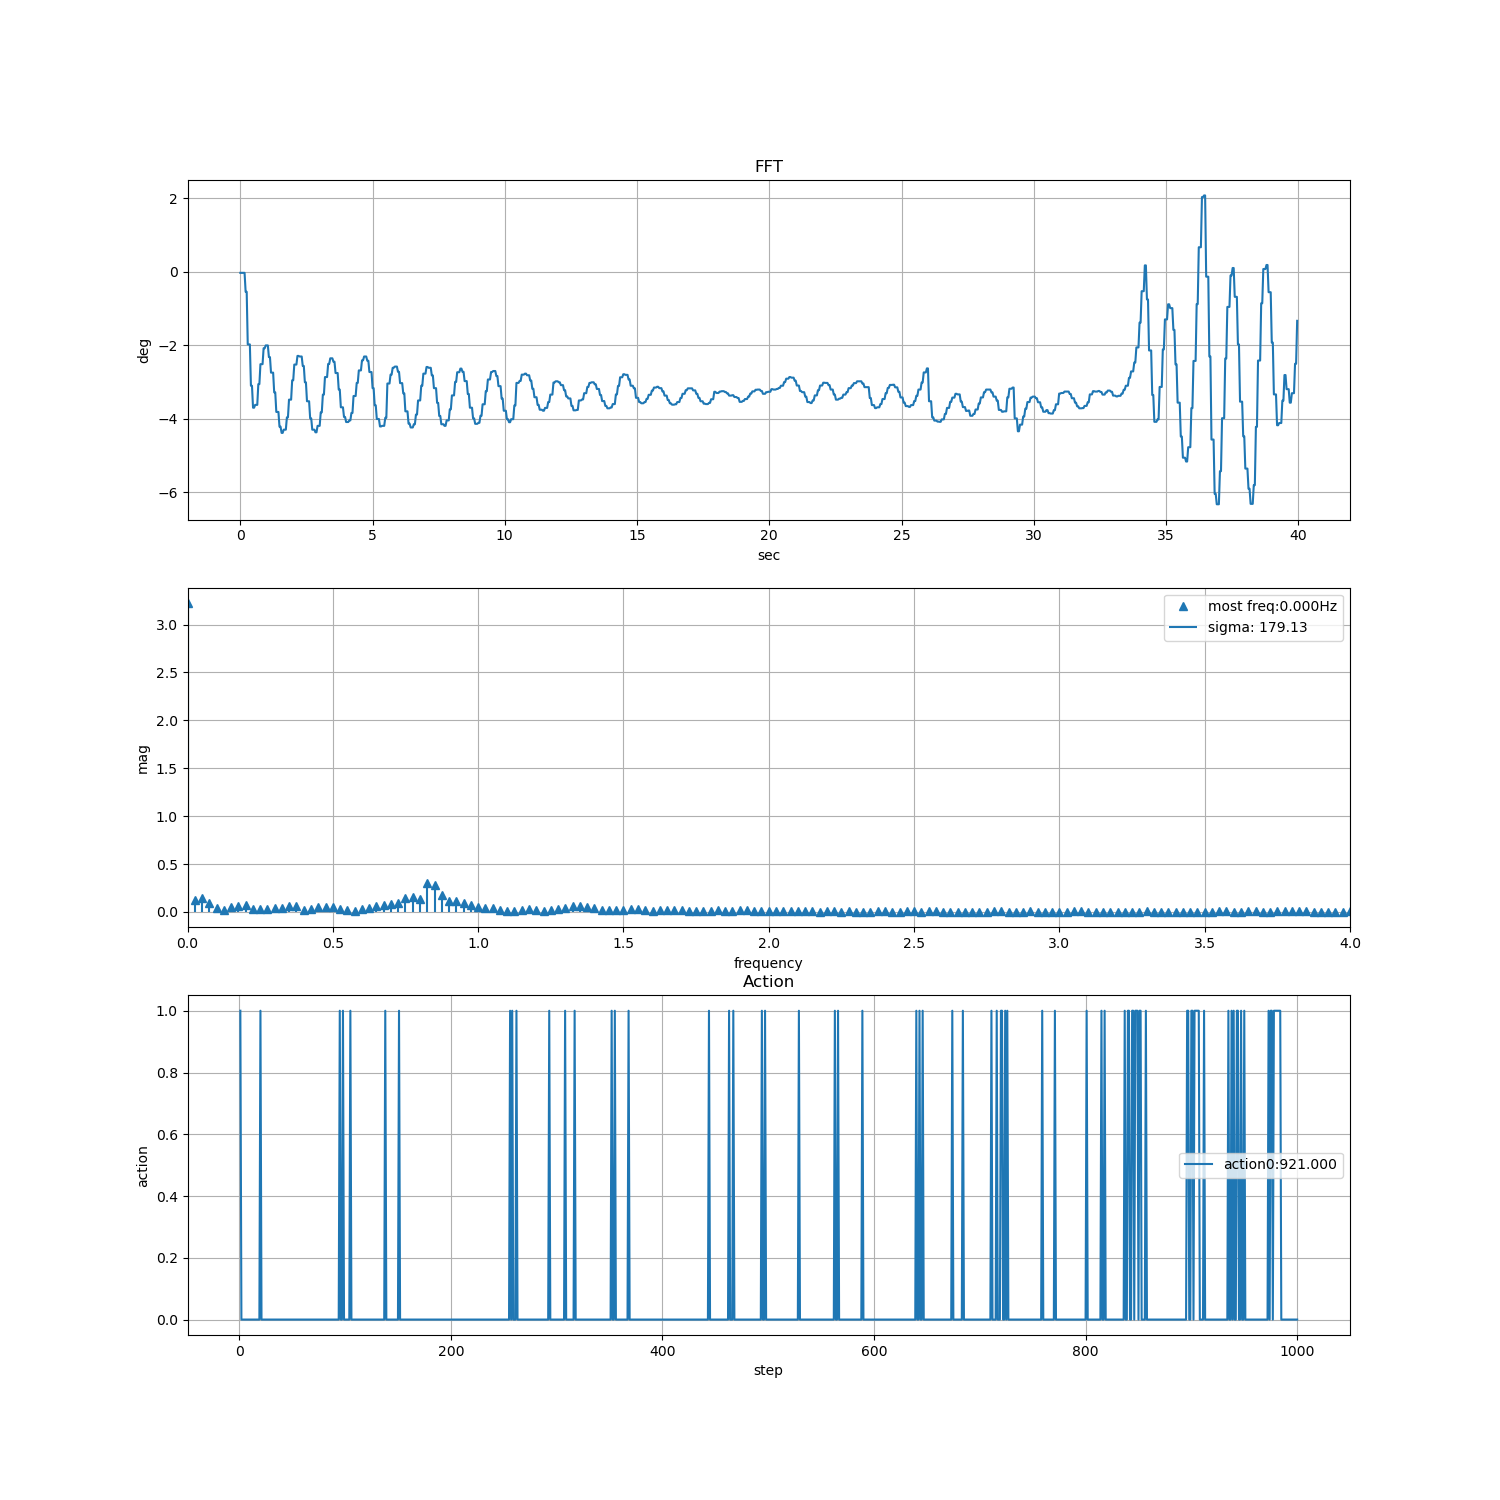 FFT
2
0
−2
−4
−6
deg
0 5 10 15 20 25 30 35 40
sec
most freq:0.000Hz
sigma: 179.13
3.0
2.5
2.0
1.5
1.0
0.5
0.0
mag
0.0 0.5 1.0 1.5 2.0 2.5 3.0 3.5 4.0
frequency
Action
1.0
0.8
0.6
0.4
0.2
0.0
action
action0:921.000
0 200 400 600 800 1000
step